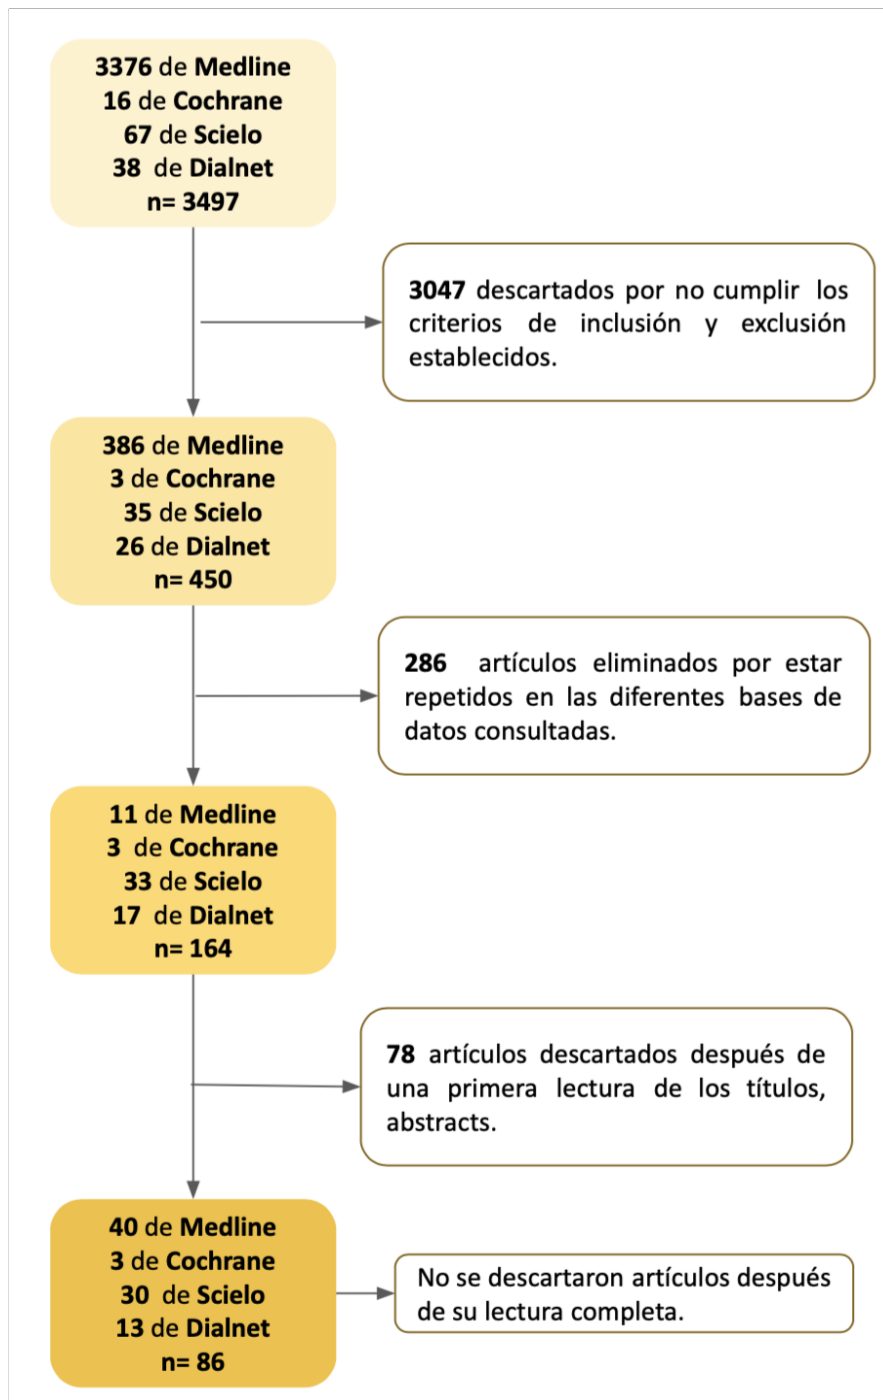 3376 de Medline
16 de Cochrane
67 de Scielo
38 de Dialnet
n= 3497
3047 descartados por no cumplir los
criterios de inclusión y exclusión
establecidos.
386 de Medline
3 de Cochrane
35 de Scielo
26 de Dialnet
n= 450
286 artículos eliminados por estar
repetidos en las diferentes bases de
datos consultadas.
11 de Medline
3 de Cochrane
33 de Scielo
17 de Dialnet
n= 164
78 artículos descartados después de
una primera lectura de los títulos,
abstracts.
40 de Medline
3 de Cochrane
30 de Scielo
13 de Dialnet
n= 86
No se descartaron artículos después
de su lectura completa.